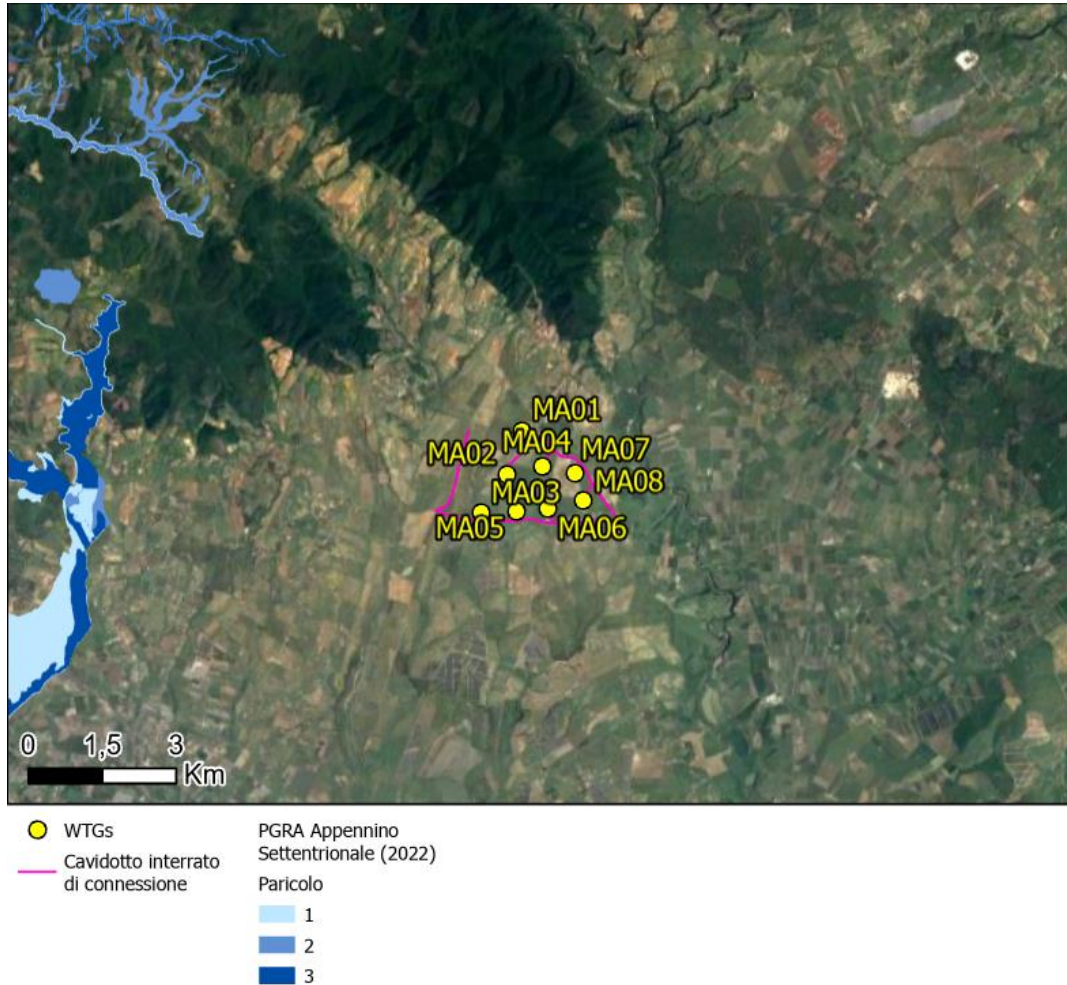 MA01
MA04
MA02
MA07
MA08
MA03
MA05
MA06
0 1,5 3
Km
WTGs
Cavidotto interrato
di connessione
PGRA Appennino
Settentrionale (2022)
Paricolo
1
2
3